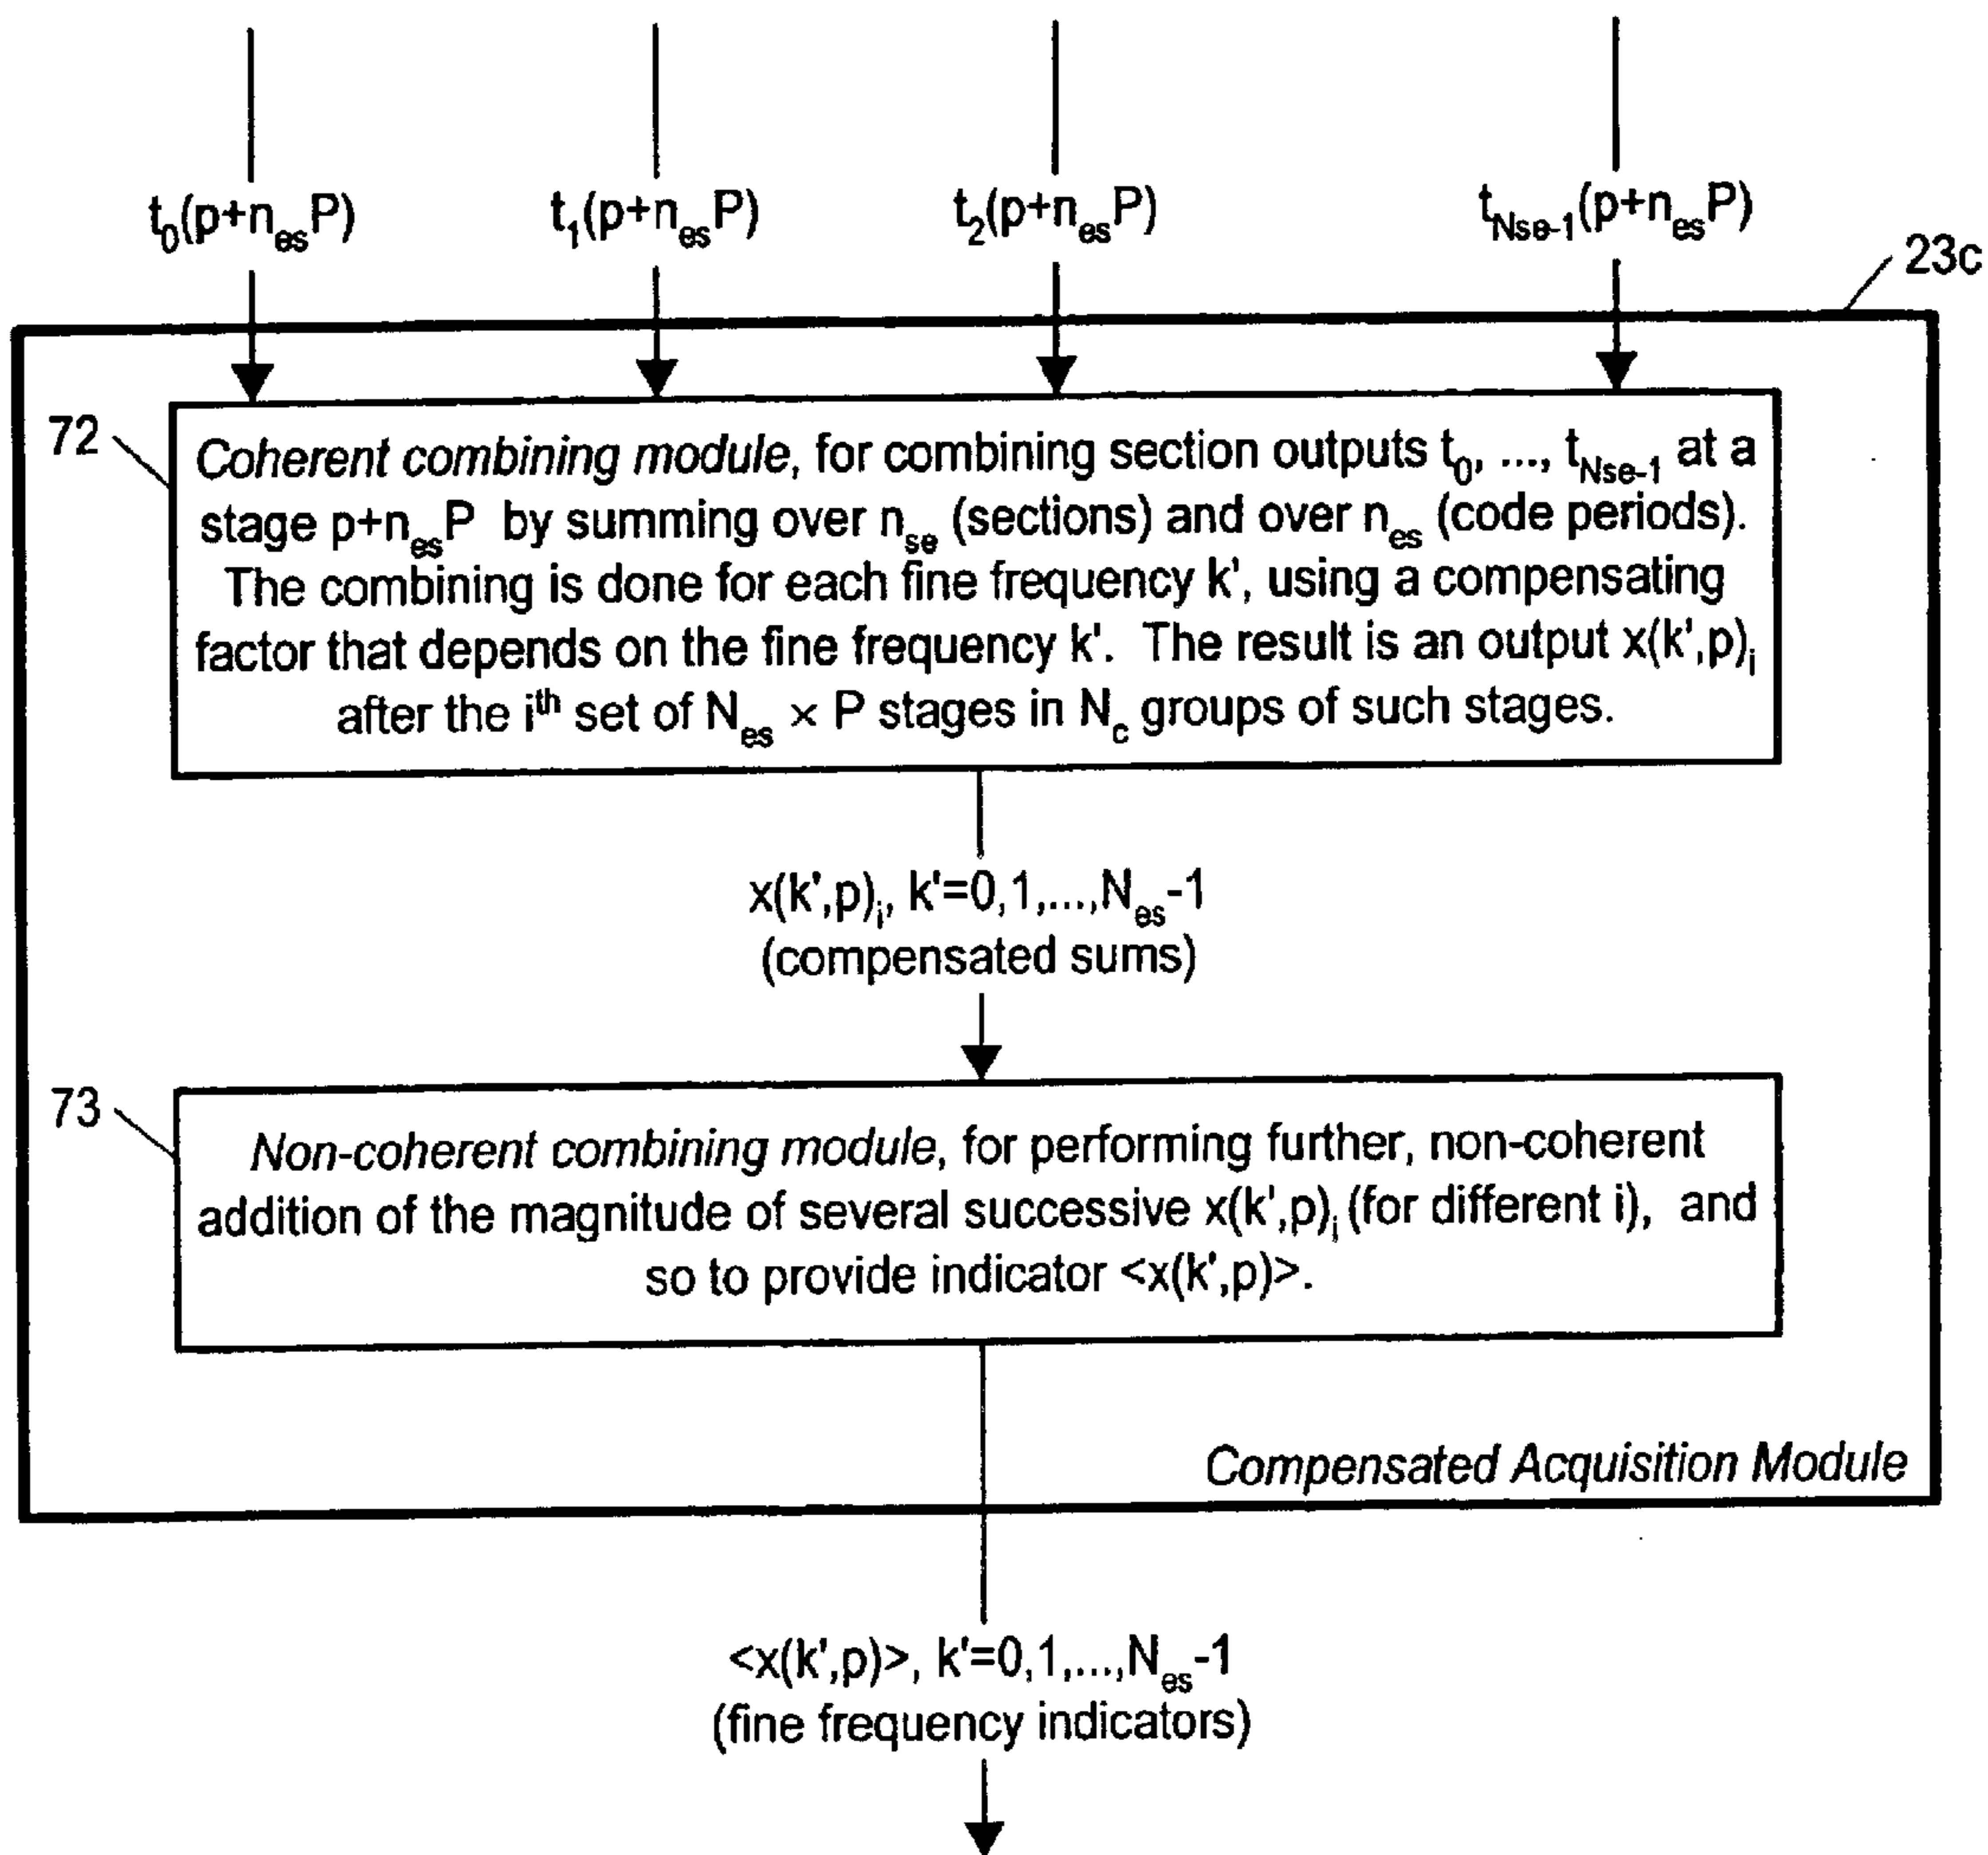 t0(p+nesP) t1(p+nesP) t2(p+nesP) tNse-1(p+nesP)
23c
72
Coherent combining module, for combining section outputs t0, ..., tNse-1 at a
stage p+nesP by summing over nse (sections) and over nes (code periods).
The combining is done for each fine frequency k', using a compensating
factor that depends on the fine frequency k'. The result is an output x(k',p)i
after the ith set of Nes × P stages in Nc groups of such stages.
x(k',p)i, k'=0,1,...,Nes-1
(compensated sums)
73
Non-coherent combining module, for performing further, non-coherent
addition of the magnitude of several successive x(k',p)i (for different i), and
so to provide indicator <x(k',p)>.
Compensated Acquisition Module
<x(k',p)>, k'=0,1,...,Nes-1
(fine frequency indicators)